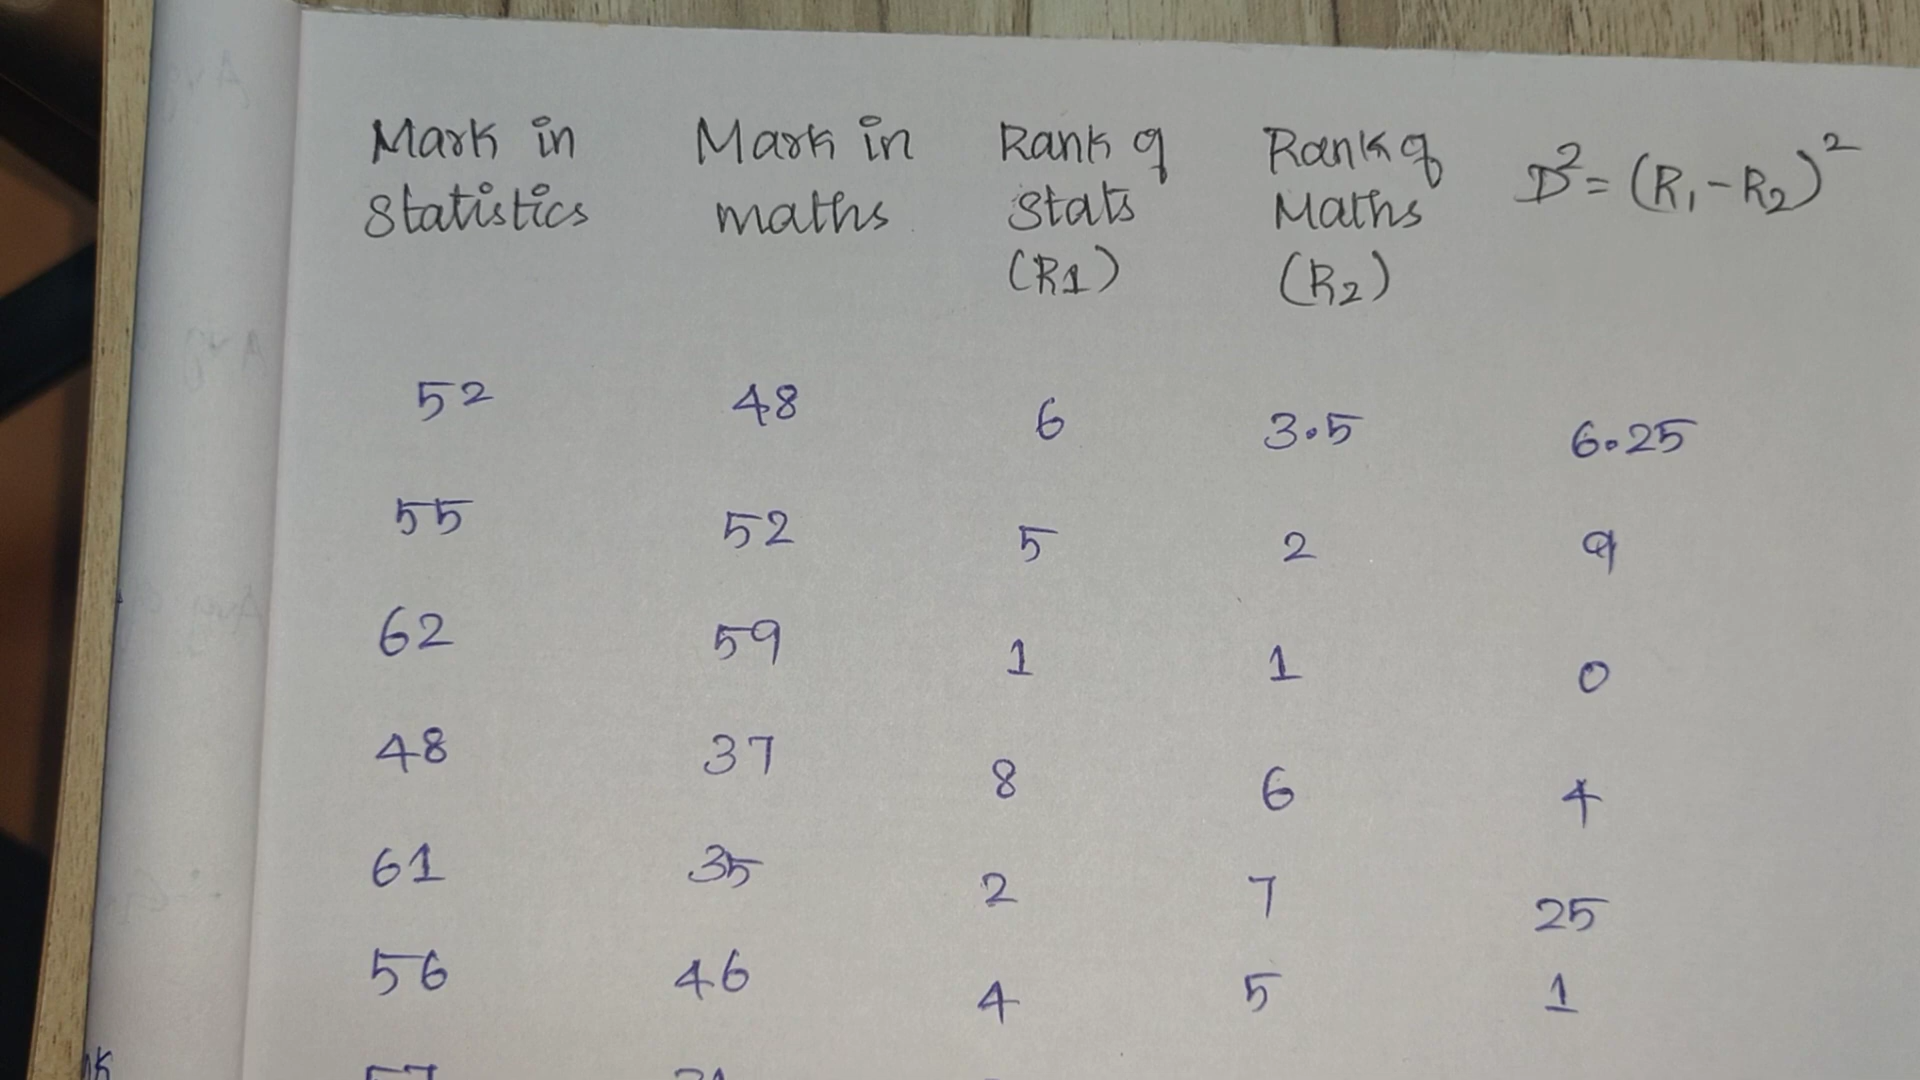 Mark in Mark in Rank of Rank of D² = (R₁ - R₂)²
Statistics maths Stats Maths
(R1) (R2)
52 48 6 3.5 6.25
55 52 5 2 9
62 59 1 1 0
48 37 8 6 4
61 35 2 7 25
56 46 4 5 1